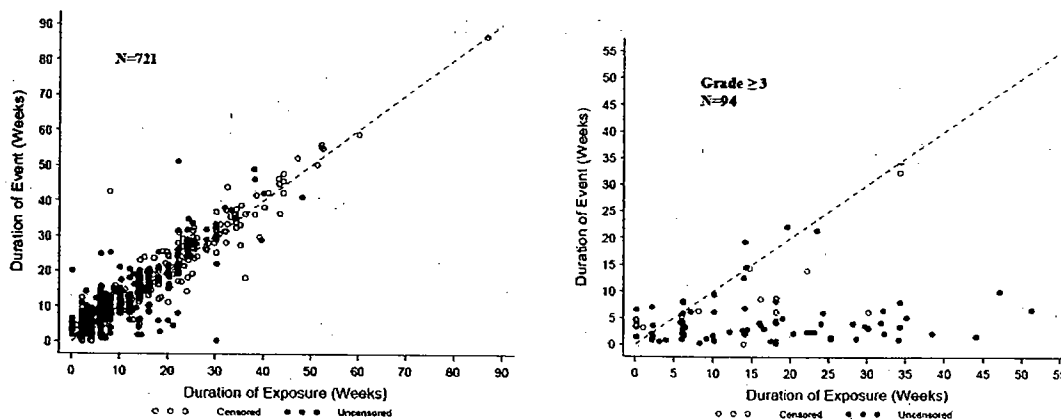 90
80
70
60
50
40
30
20
10
0
Duration of Event (Weeks)
N=721
0 10 20 30 40 50 60 70 80 90
Duration of Exposure (Weeks)
Censored Uncensored
55
50
45
40
35
30
25
20
15
10
5
0
Duration of Event (Weeks)
Grade ≥3
N=94
0 5 10 15 20 25 30 35 40 45 50 55
Duration of Exposure (Weeks)
Censored Uncensored